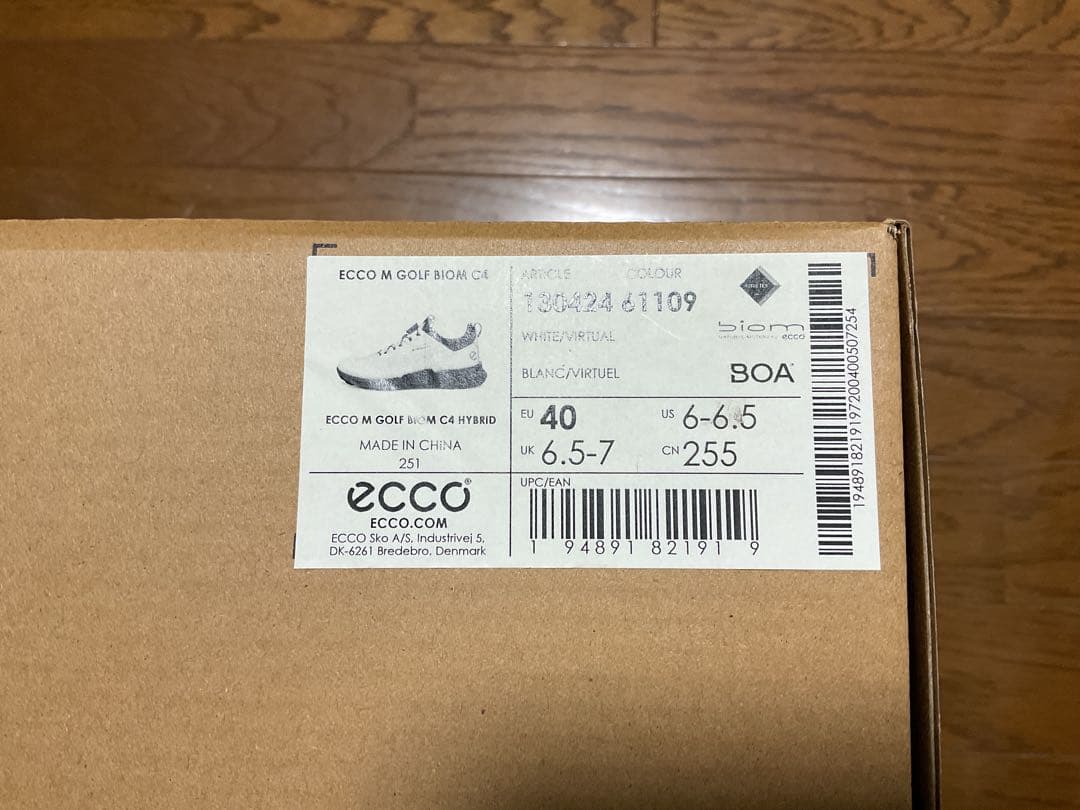 ECCO M GOLF BIOM C4
ECCO M GOLF BIOM C4 HYBRID
MADE IN CHINA
251
ecco®
ECCO.COM
ECCO Sko A/S, Industrivej 5,
DK-6261 Bredebro, Denmark
ARTICLE COLOUR
130424 61109
WHITE/VIRTUAL
BLANC/VIRTUEL
biom
ecco
BOA
EU 40 US 6-6.5
UK 6.5-7 CN 255
UPC/EAN
1 94891 82191 9
1948918219197200400507254